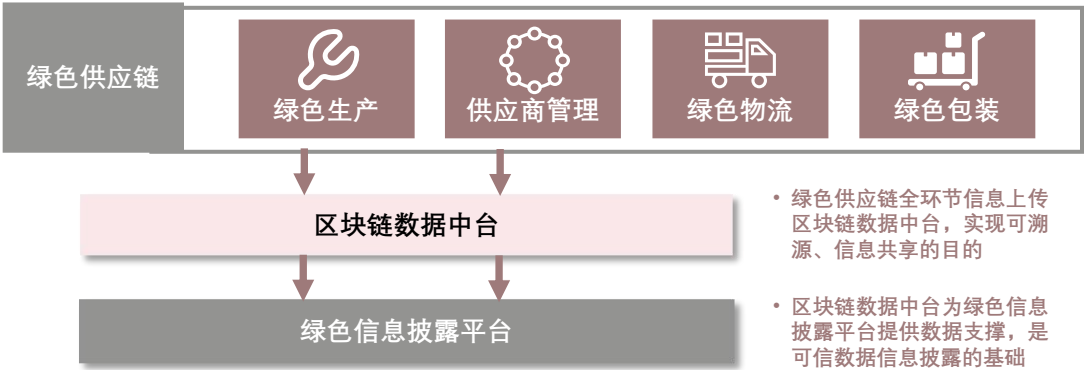 绿色供应链
绿色生产
供应商管理
绿色物流
绿色包装
区块链数据中台
• 绿色供应链全环节信息上传
区块链数据中台，实现可溯
源、信息共享的目的
绿色信息披露平台
• 区块链数据中台为绿色信息
披露平台提供数据支撑，是
可信数据信息披露的基础